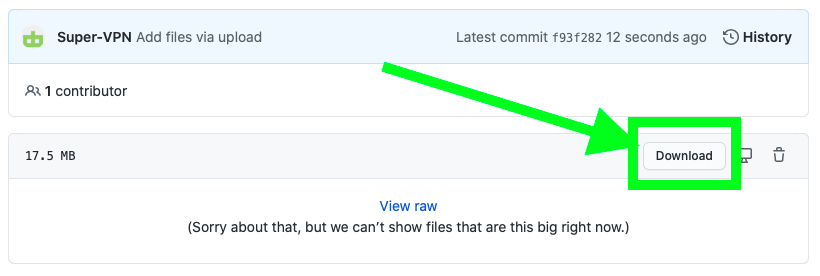 Super-VPN Add files via upload Latest commit f93f282 12 seconds ago History
1 contributor
17.5 MB Download
View raw
(Sorry about that, but we can’t show files that are this big right now.)